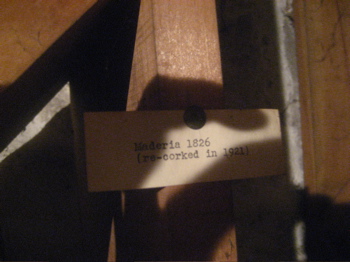 Maderia 1826
(re-corked in 1921)